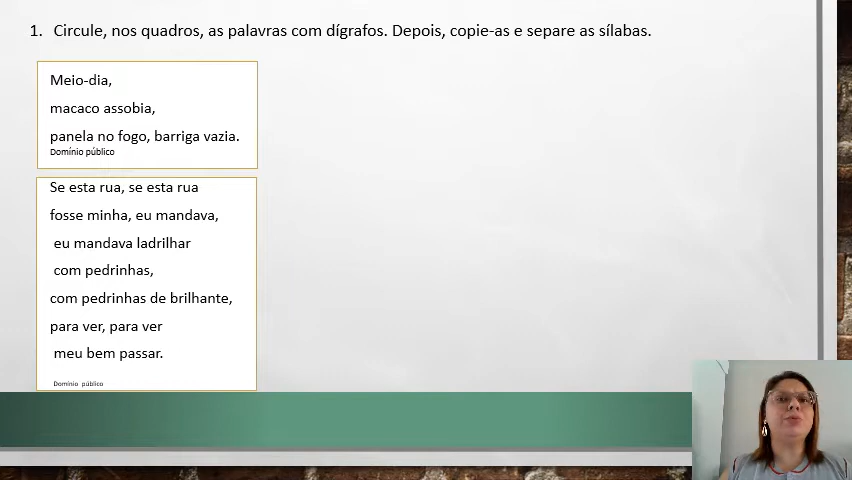 1. Circule, nos quadros, as palavras com dígrafos. Depois, copie-as e separe as sílabas.
Meio-dia,
macaco assobia,
panela no fogo, barriga vazia.
Domínio público
Se esta rua, se esta rua
fosse minha, eu mandava,
eu mandava ladrilhar
com pedrinhas,
com pedrinhas de brilhante,
para ver, para ver
meu bem passar.
Domínio público